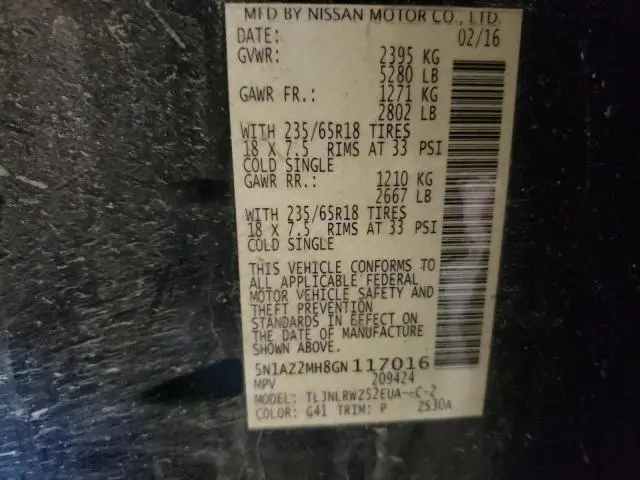 MFD BY NISSAN MOTOR CO., LTD.
DATE: 02/16
GVWR: 2395 KG
5280 LB
GAWR FR.: 1271 KG
2802 LB
WITH 235/65R18 TIRES
18 X 7.5 RIMS AT 33 PSI
COLD SINGLE
GAWR RR.: 1210 KG
2667 LB
WITH 235/65R18 TIRES
18 X 7.5 RIMS AT 33 PSI
COLD SINGLE
THIS VEHICLE CONFORMS TO
ALL APPLICABLE FEDERAL
MOTOR VEHICLE SAFETY AND
THEFT PREVENTION
STANDARDS IN EFFECT ON
THE DATE OF MANUFACTURE
SHOWN ABOVE.
5N1AZ2MH8GN117016
MPV 209424
MODEL: TLJNLRWZ52EUA--C-2
COLOR: G41 TRIM: P ZS30A